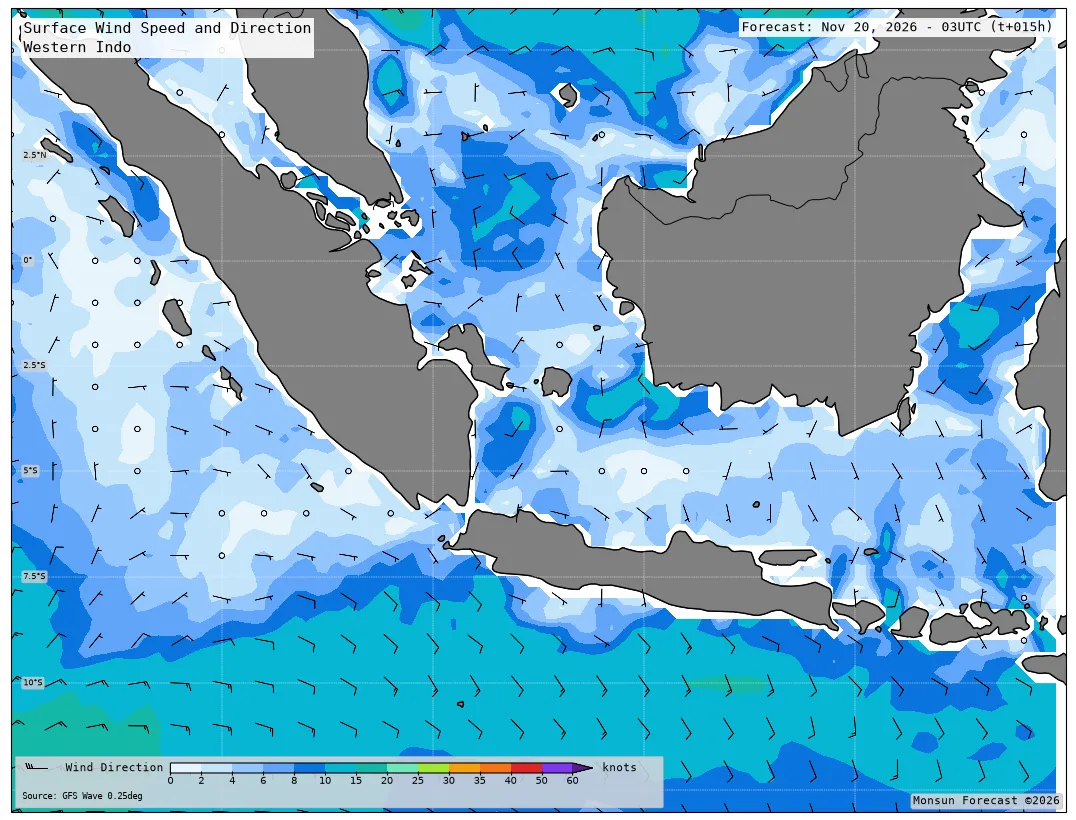 Surface Wind Speed and Direction
Western Indo
Forecast: Nov 20, 2026 - 03UTC (t+015h)
2.5°N
0°
2.5°S
5°S
7.5°S
10°S
Wind Direction
0 2 4 6 8 10 15 20 25 30 35 40 50 60
knots
Source: GFS Wave 0.25deg
Monsun Forecast ©2026